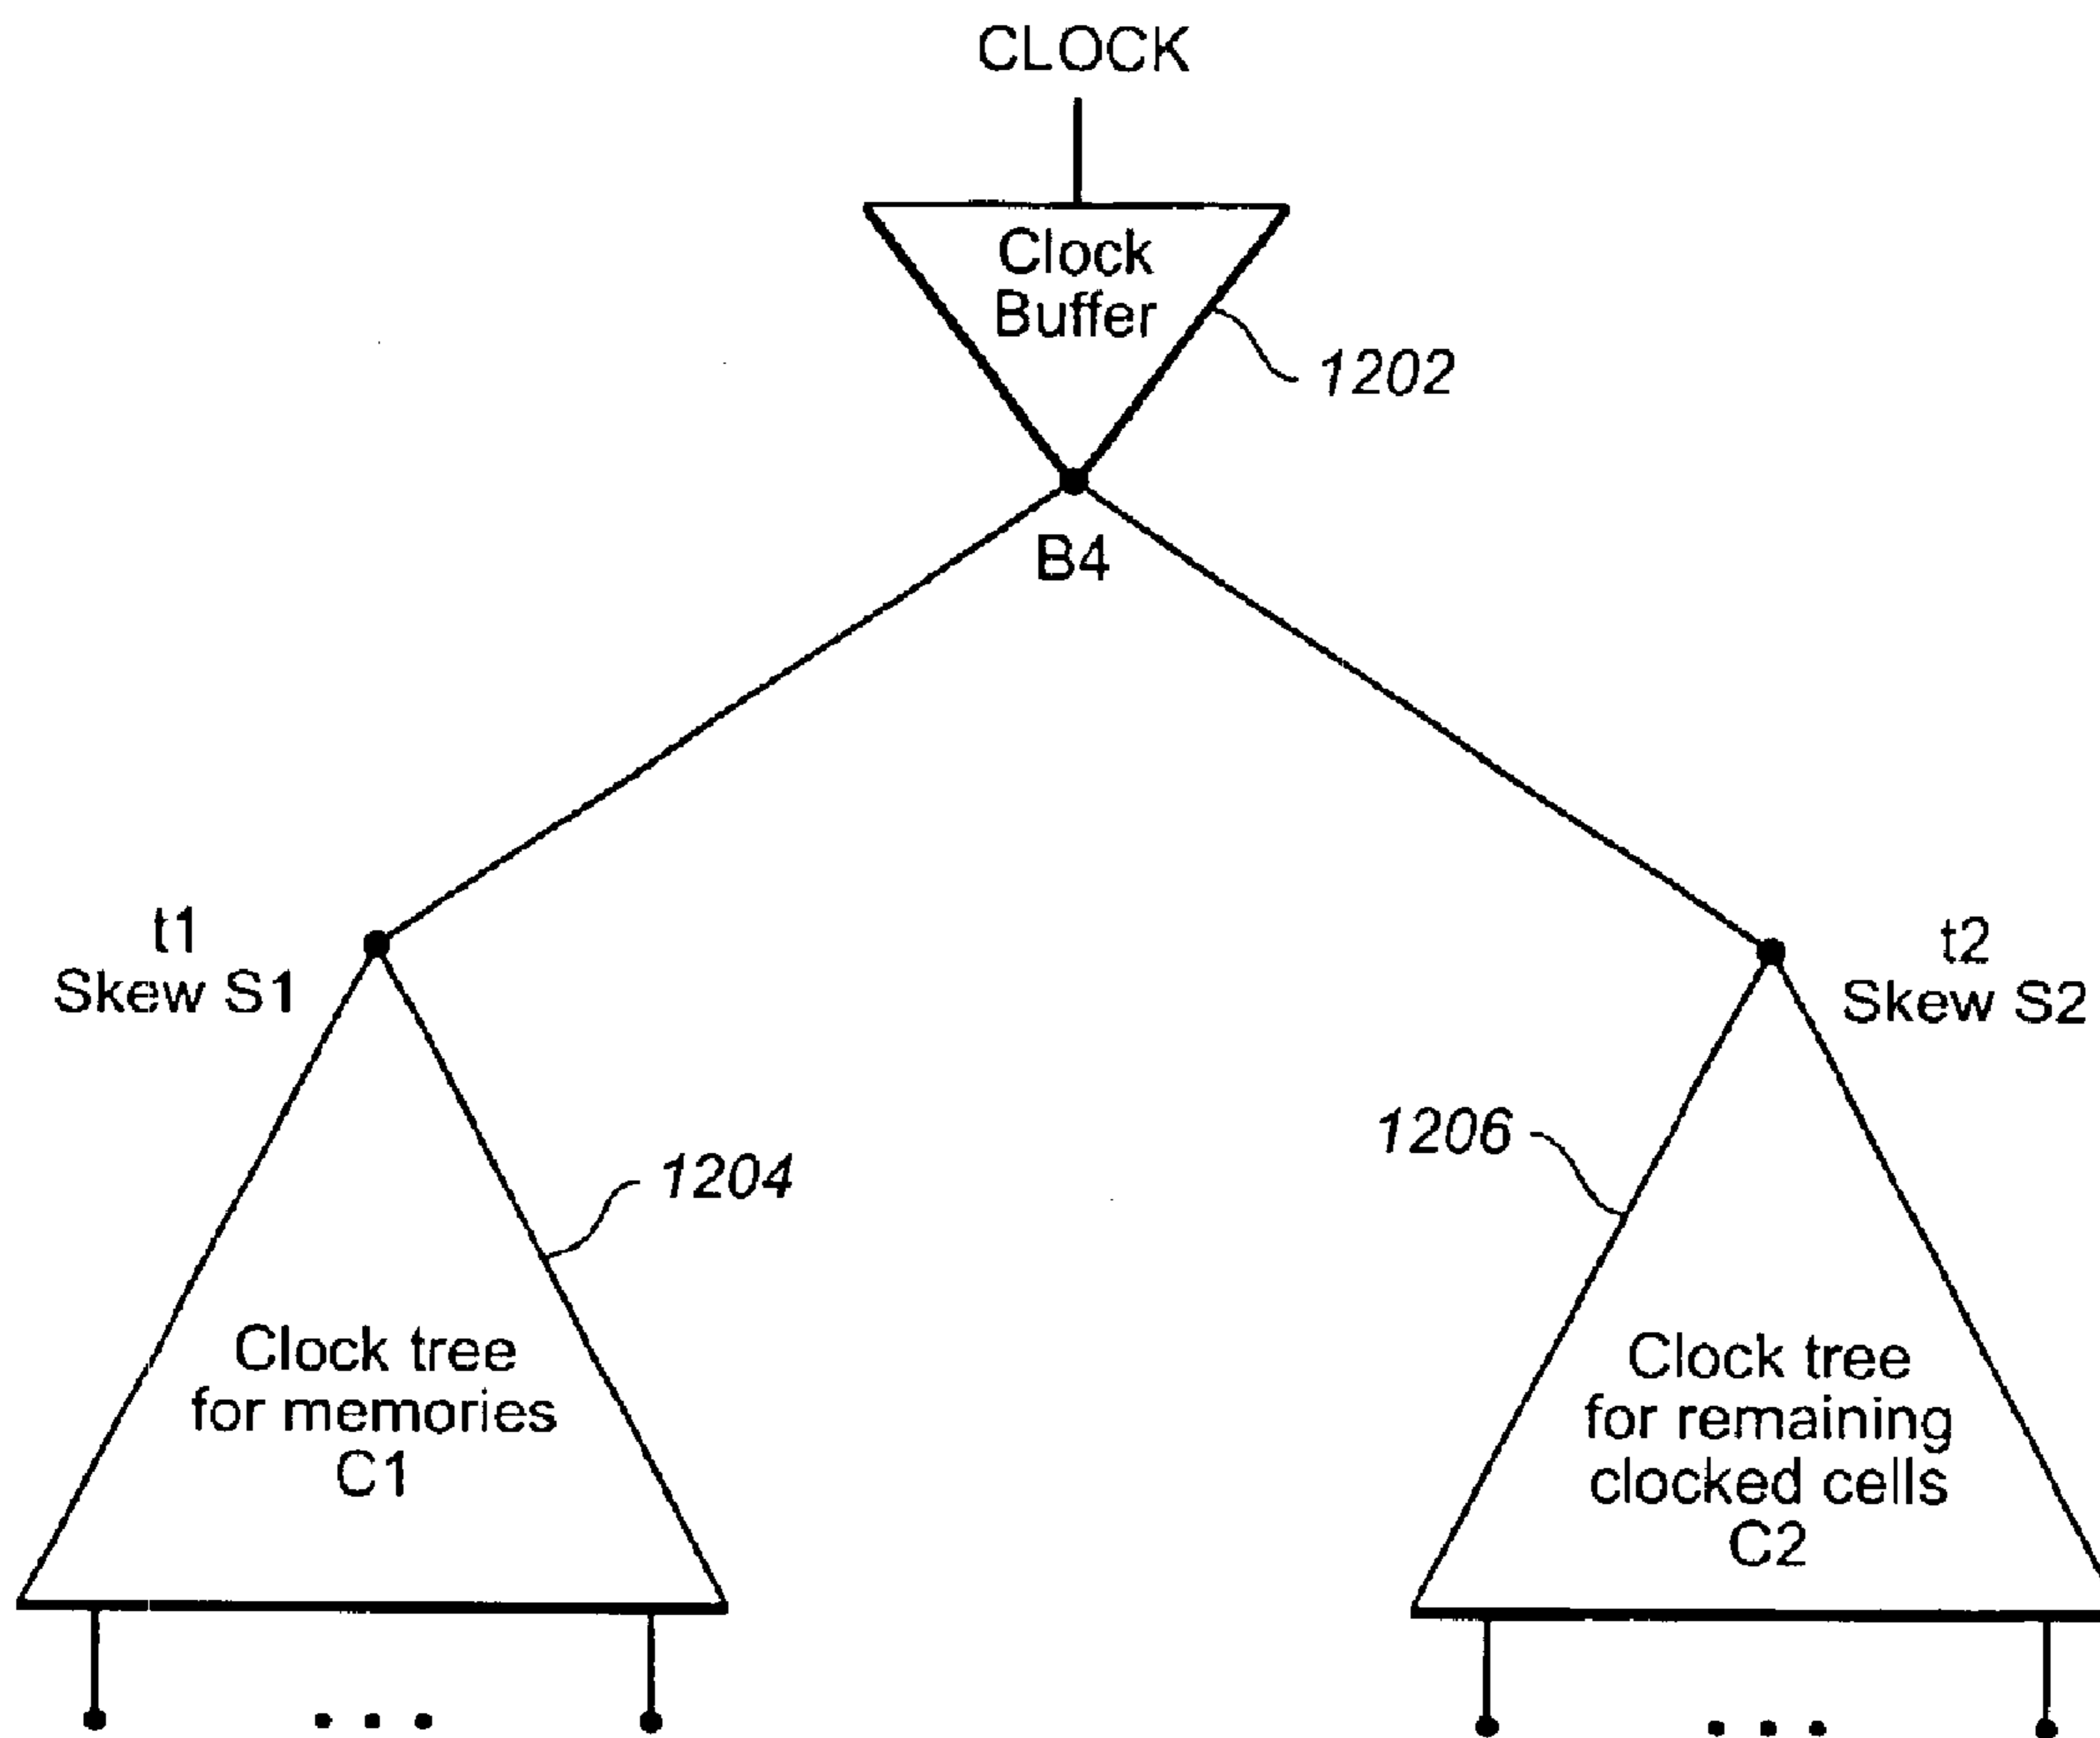 CLOCK
Clock
Buffer
1202
B4
t1
Skew S1
t2
Skew S2
1204
1206
Clock tree
for memories
C1
Clock tree
for remaining
clocked cells
C2